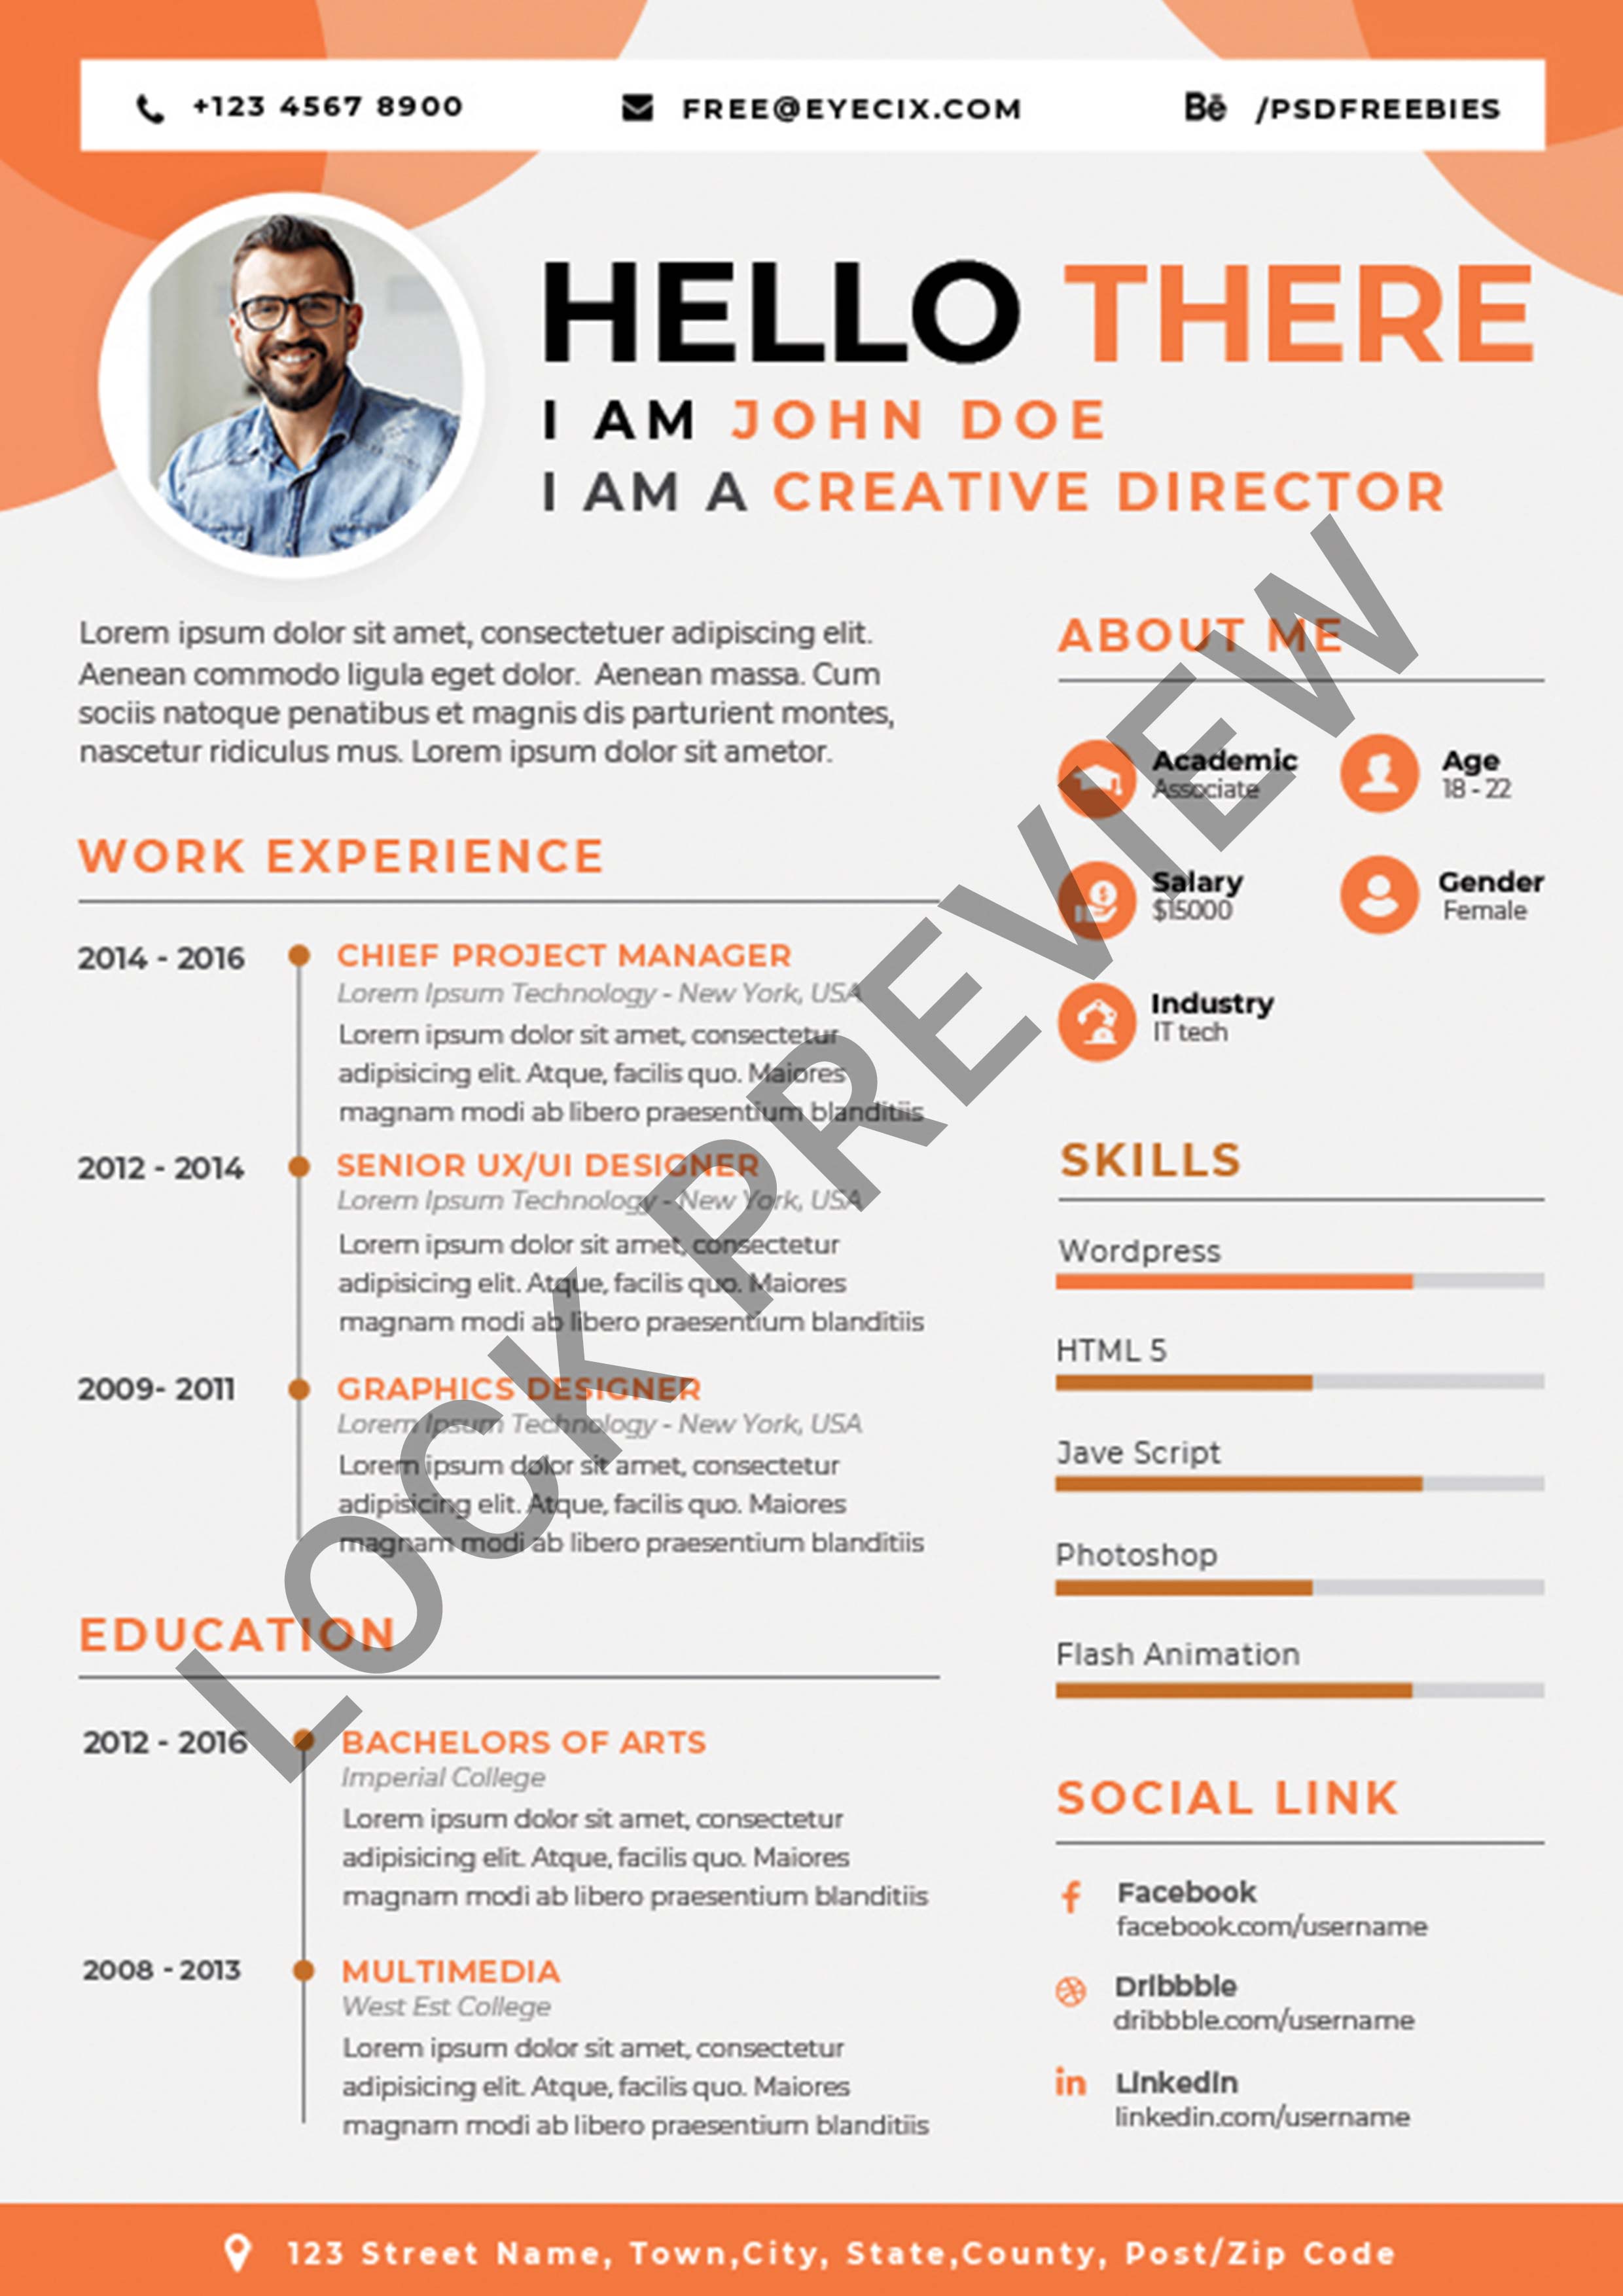 +123 4567 8900
FREE@EYECIX.COM
Bē /PSDFREEBIES
HELLO THERE
I AM JOHN DOE
I AM A CREATIVE DIRECTOR
Lorem ipsum dolor sit amet, consectetuer adipiscing elit.
Aenean commodo ligula eget dolor. Aenean massa. Cum
sociis natoque penatibus et magnis dis parturient montes,
nascetur ridiculus mus. Lorem ipsum dolor sit ametor.
WORK EXPERIENCE
2014 - 2016
CHIEF PROJECT MANAGER
Lorem Ipsum Technology - New York, USA
Lorem ipsum dolor sit amet, consectetur
adipisicing elit. Atque, facilis quo. Maiores
magnam modi ab libero praesentium blanditiis
2012 - 2014
SENIOR UX/UI DESIGNER
Lorem Ipsum Technology - New York, USA
Lorem ipsum dolor sit amet, consectetur
adipisicing elit. Atque, facilis quo. Maiores
magnam modi ab libero praesentium blanditiis
2009- 2011
GRAPHICS DESIGNER
Lorem Ipsum Technology - New York, USA
Lorem ipsum dolor sit amet, consectetur
adipisicing elit. Atque, facilis quo. Maiores
magnam modi ab libero praesentium blanditiis
EDUCATION
2012 - 2016
BACHELORS OF ARTS
Imperial College
Lorem ipsum dolor sit amet, consectetur
adipisicing elit. Atque, facilis quo. Maiores
magnam modi ab libero praesentium blanditiis
2008 - 2013
MULTIMEDIA
West Est College
Lorem ipsum dolor sit amet, consectetur
adipisicing elit. Atque, facilis quo. Maiores
magnam modi ab libero praesentium blanditiis
ABOUT ME
Academic
Associate
Age
18 - 22
Salary
$15000
Gender
Female
Industry
IT tech
SKILLS
Wordpress
HTML 5
Jave Script
Photoshop
Flash Animation
SOCIAL LINK
Facebook
facebook.com/username
Dribbble
dribbble.com/username
in LinkedIn
linkedin.com/username
123 Street Name, Town,City, State,County, Post/Zip Code
LOCK PREVIEW